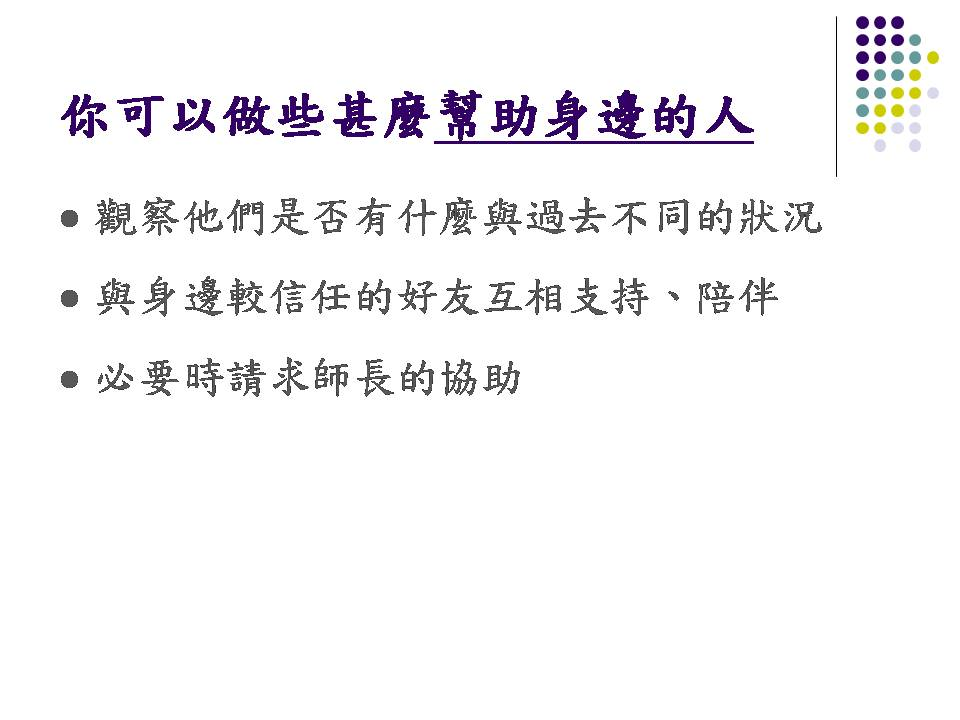 你可以做些甚麼幫助身邊的人
觀察他們是否有什麼與過去不同的狀況
與身邊較信任的好友互相支持、陪伴
必要時請求師長的協助